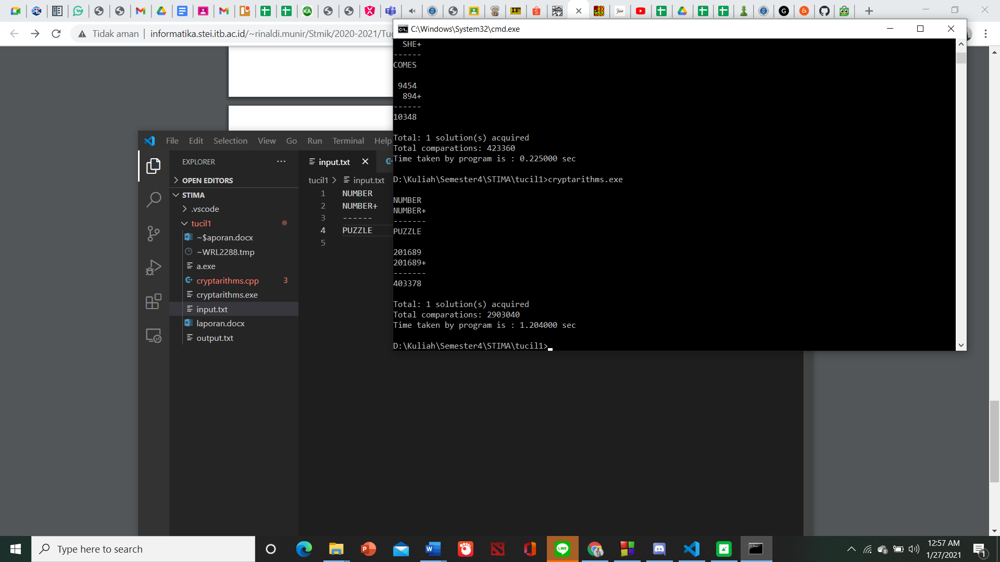 Tidak aman
informatika.stei.itb.ac.id/~rinaldi.munir/Stmik/2020-2021/Tug
C:\Windows\System32\cmd.exe
SHE+
------
COMES
9454
894+
------
10348
Total: 1 solution(s) acquired
Total comparations: 423360
Time taken by program is : 0.225000 sec
D:\Kuliah\Semester4\STIMA\tucil1>cryptarithms.exe
NUMBER
NUMBER+
-------
PUZZLE
201689
201689+
-------
403378
Total: 1 solution(s) acquired
Total comparations: 2903040
Time taken by program is : 1.204000 sec
D:\Kuliah\Semester4\STIMA\tucil1>
File Edit Selection View Go Run Terminal Help
EXPLORER
OPEN EDITORS
STIMA
.vscode
tucil1
~$aporan.docx
~WRL2288.tmp
a.exe
cryptarithms.cpp 3
cryptarithms.exe
input.txt
laporan.docx
output.txt
input.txt
tucil1 > input.txt
1 NUMBER
2 NUMBER+
3 ------
4 PUZZLE
5
Type here to search
12:57 AM
1/27/2021
1